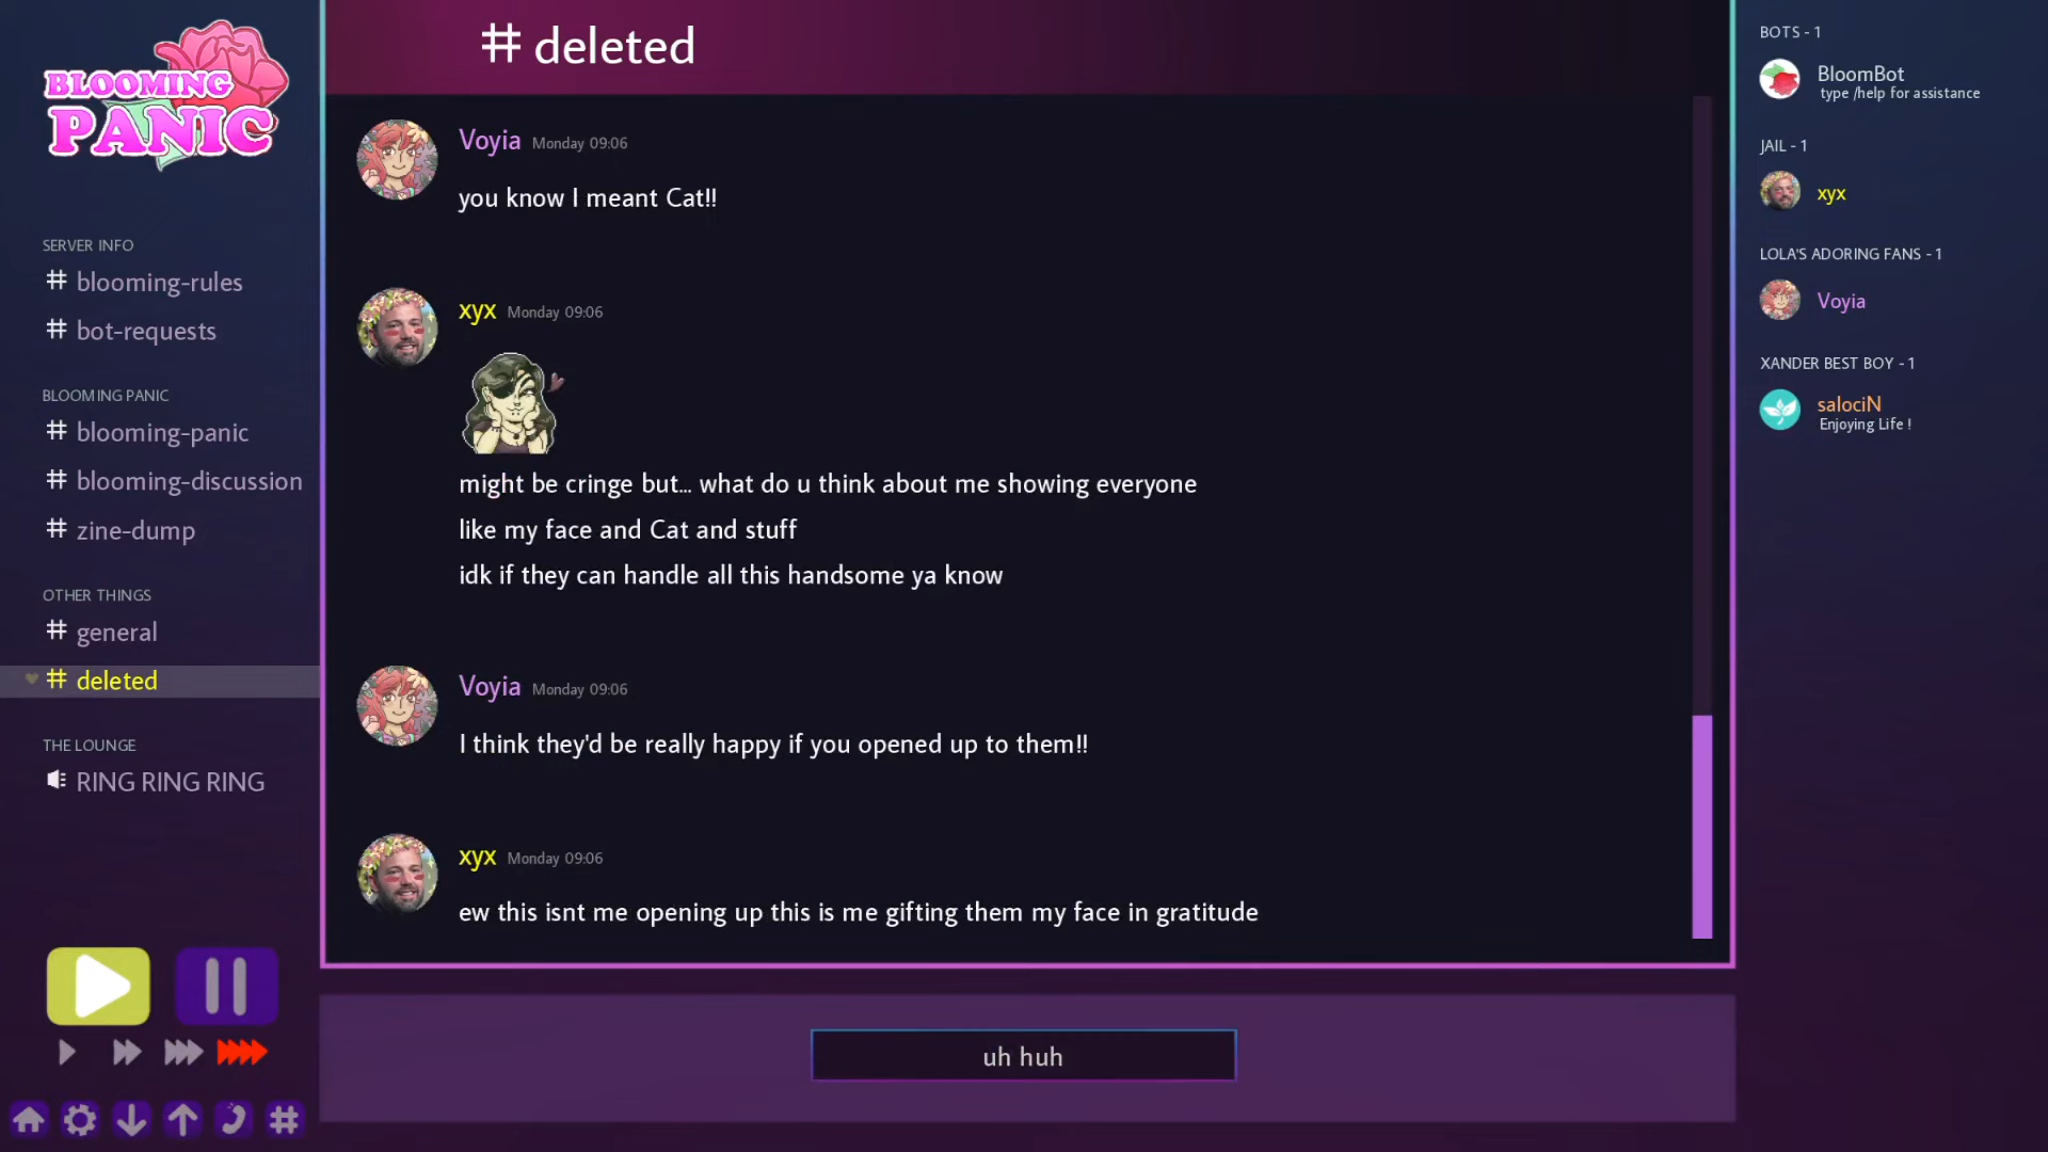 BLOOMING
PANIC
SERVER INFO
# blooming-rules
# bot-requests
BLOOMING PANIC
# blooming-panic
# blooming-discussion
# zine-dump
OTHER THINGS
# general
# deleted
THE LOUNGE
RING RING RING
# deleted
Voyia Monday 09:06
you know I meant Cat!!
xyx Monday 09:06
might be cringe but... what do u think about me showing everyone
like my face and Cat and stuff
idk if they can handle all this handsome ya know
Voyia Monday 09:06
I think they'd be really happy if you opened up to them!!
xyx Monday 09:06
ew this isnt me opening up this is me gifting them my face in gratitude
uh huh
BOTS - 1
BloomBot
type /help for assistance
JAIL - 1
xyx
LOLA'S ADORING FANS - 1
Voyia
XANDER BEST BOY - 1
salociN
Enjoying Life !